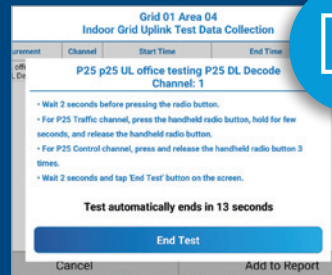 Grid 01 Area 04
Indoor Grid Uplink Test Data Collection
urement Channel Start Time End Time
P25 p25 UL office testing P25 DL Decode
Channel: 1
• Wait 2 seconds before pressing the radio button.
• For P25 Traffic channel, press the handheld radio button, hold for few
seconds, and release the handheld radio button.
• For P25 Control channel, press and release the handheld radio button 3
times.
• Wait 2 seconds and tap 'End Test' button on the screen.
Test automatically ends in 13 seconds
End Test
Cancel Add to Report